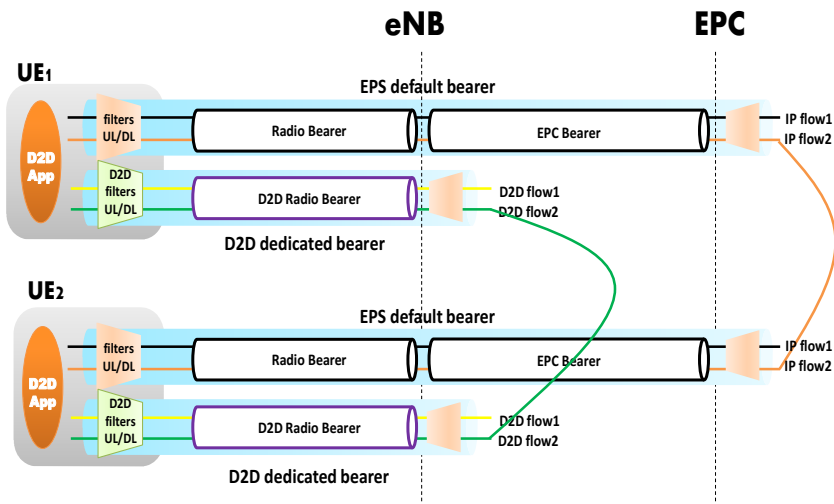 eNB
EPC
UE1
EPS default bearer
D2D
App
filters
UL/DL
Radio Bearer
EPC Bearer
IP flow1
IP flow2
D2D
filters
UL/DL
D2D Radio Bearer
D2D flow1
D2D flow2
D2D dedicated bearer
UE2
EPS default bearer
D2D
App
filters
UL/DL
Radio Bearer
EPC Bearer
IP flow1
IP flow2
D2D
filters
UL/DL
D2D Radio Bearer
D2D flow1
D2D flow2
D2D dedicated bearer